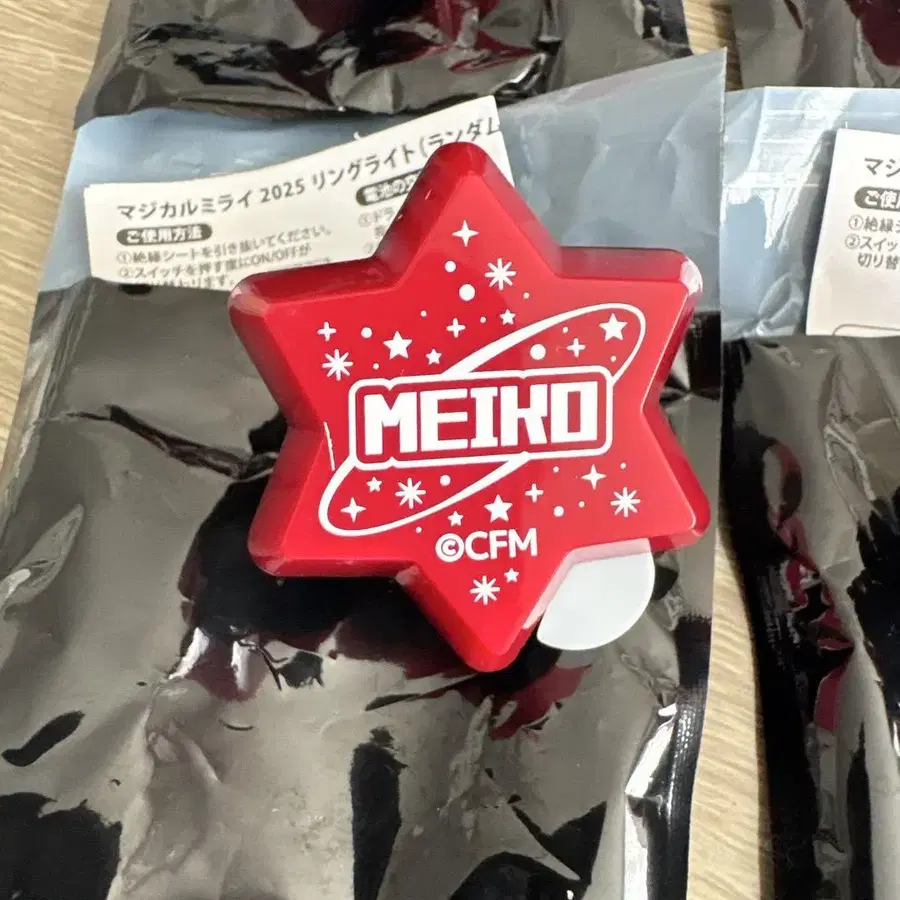 マジカルミライ 2025 リングライト(ランダム
ご使用方法
①絶縁シートを引き抜いてください。
②スイッチを押す度にON/OFFが
電池の
マジ
ご使
①絶縁シ
②スイッ
切り替
MEIKO
©CFM